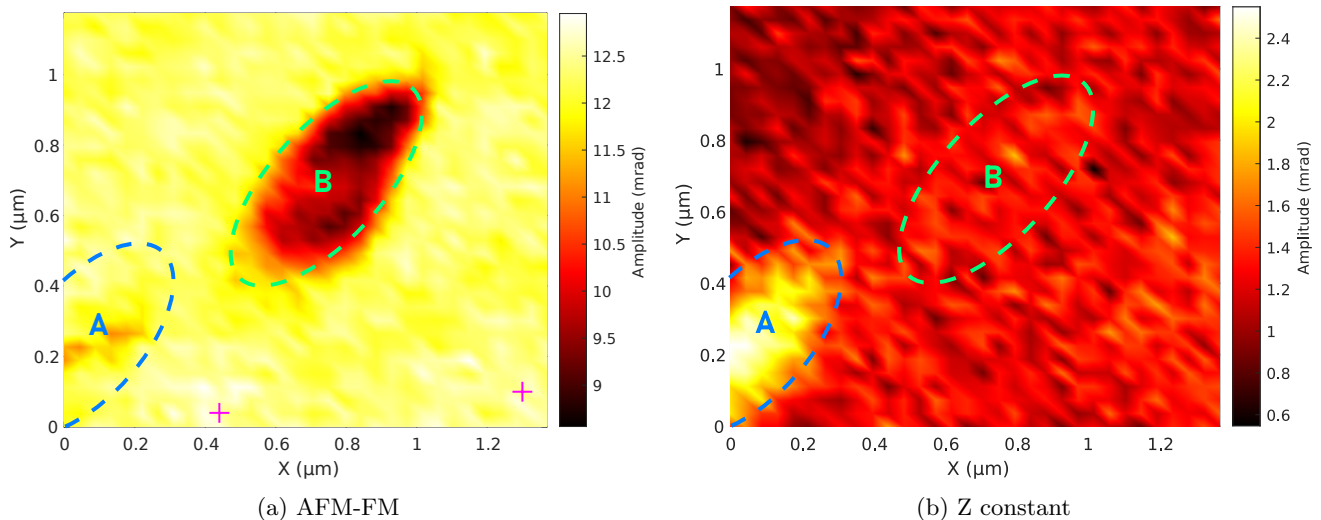 1
0.8
0.6
0.4
0.2
0
Y (µm)
0 0.2 0.4 0.6 0.8 1 1.2
X (µm)
A
B
12.5
12
11.5
11
10.5
10
9.5
9
Amplitude (mrad)
(a) AFM-FM
1
0.8
0.6
0.4
0.2
0
Y (µm)
0 0.2 0.4 0.6 0.8 1 1.2
X (µm)
A
B
2.4
2.2
2
1.8
1.6
1.4
1.2
1
0.8
0.6
Amplitude (mrad)
(b) Z constant